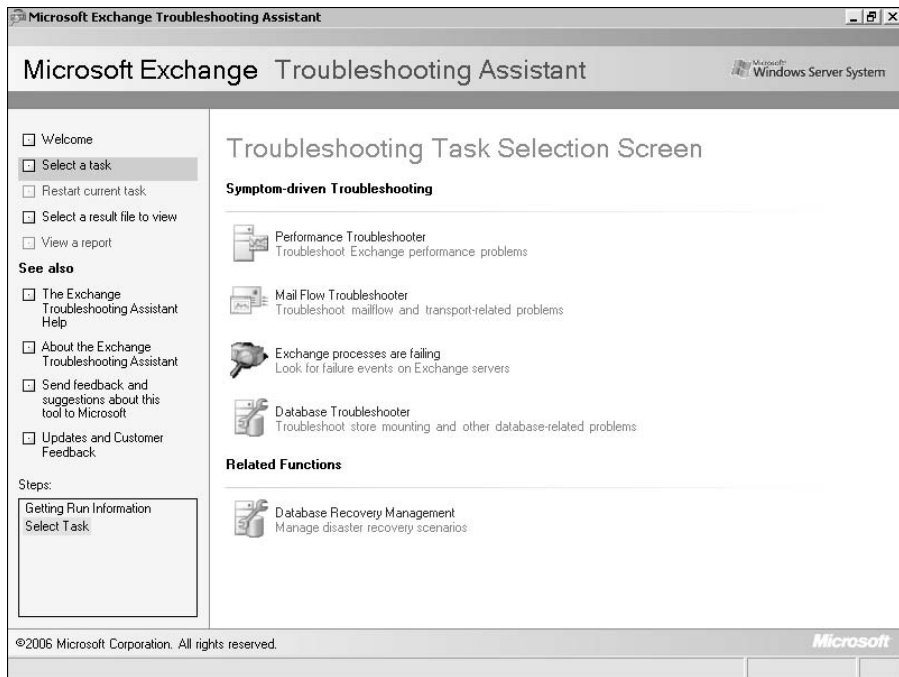 Microsoft Exchange Troubleshooting Assistant
Microsoft Exchange Troubleshooting Assistant
Microsoft
Windows Server System
Welcome
Select a task
Restart current task
Select a result file to view
View a report
See also
The Exchange
Troubleshooting Assistant
Help
About the Exchange
Troubleshooting Assistant
Send feedback and
suggestions about this
tool to Microsoft
Updates and Customer
Feedback
Steps:
Getting Run Information
Select Task
Troubleshooting Task Selection Screen
Symptom-driven Troubleshooting
Performance Troubleshooter
Troubleshoot Exchange performance problems
Mail Flow Troubleshooter
Troubleshoot mailflow and transport-related problems
Exchange processes are failing
Look for failure events on Exchange servers
Database Troubleshooter
Troubleshoot store mounting and other database-related problems
Related Functions
Database Recovery Management
Manage disaster recovery scenarios
©2006 Microsoft Corporation. All rights reserved.
Microsoft